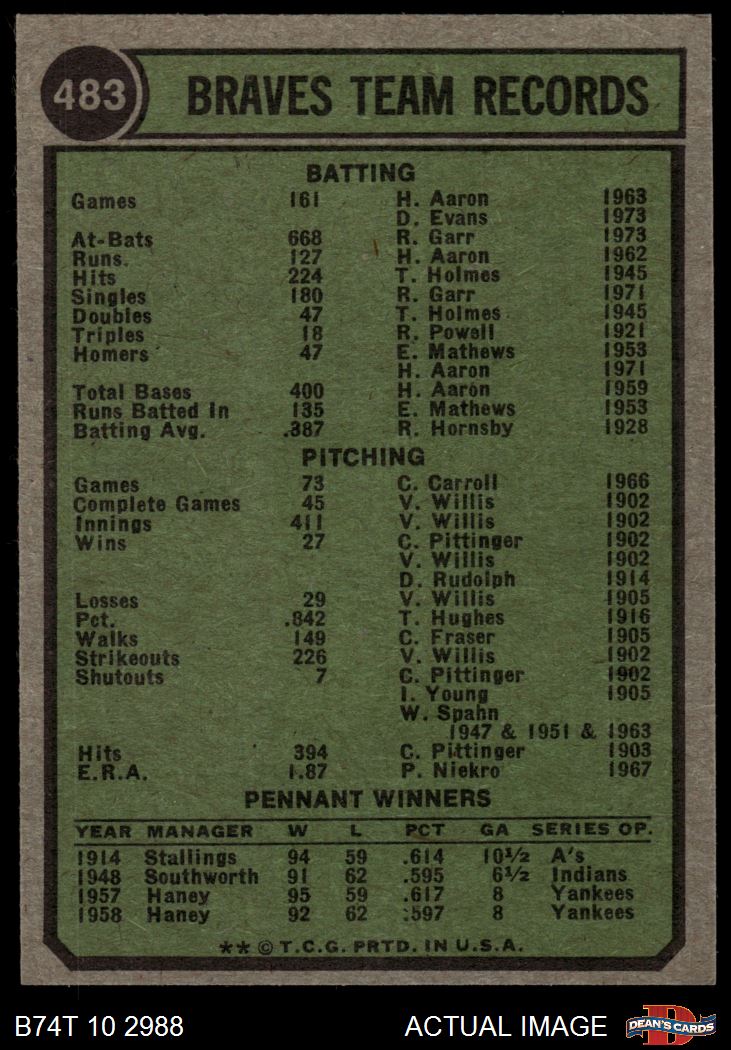 483 BRAVES TEAM RECORDS
BATTING
Games 161 H. Aaron 1963
D. Evans 1973
At-Bats 668 R. Garr 1973
Runs. 127 H. Aaron 1962
Hits 224 T. Holmes 1945
Singles 180 R. Garr 1971
Doubles 47 T. Holmes 1945
Triples 18 R. Powell 1921
Homers 47 E. Mathews 1953
H. Aaron 1971
Total Bases 400 H. Aaron 1959
Runs Batted In 135 E. Mathews 1953
Batting Avg. .387 R. Hornsby 1928
PITCHING
Games 73 C. Carroll 1966
Complete Games 45 V. Willis 1902
Innings 411 V. Willis 1902
Wins 27 C. Pittinger 1902
V. Willis 1902
D. Rudolph 1914
Losses 29 V. Willis 1905
Pct. .842 T. Hughes 1916
Walks 149 C. Fraser 1905
Strikeouts 226 V. Willis 1902
Shutouts 7 C. Pittinger 1902
I. Young 1905
W. Spahn
1947 & 1951 & 1963
Hits 394 C. Pittinger 1903
E.R.A. 1.87 P. Niekro 1967
PENNANT WINNERS
YEAR MANAGER W L PCT GA SERIES OP.
1914 Stallings 94 59 .614 10½ A's
1948 Southworth 91 62 .595 6½ Indians
1957 Haney 95 59 .617 8 Yankees
1958 Haney 92 62 .597 8 Yankees
** © T.C.G. PRTD. IN U.S.A.
B74T 10 2988 ACTUAL IMAGE D DEAN'S CARDS